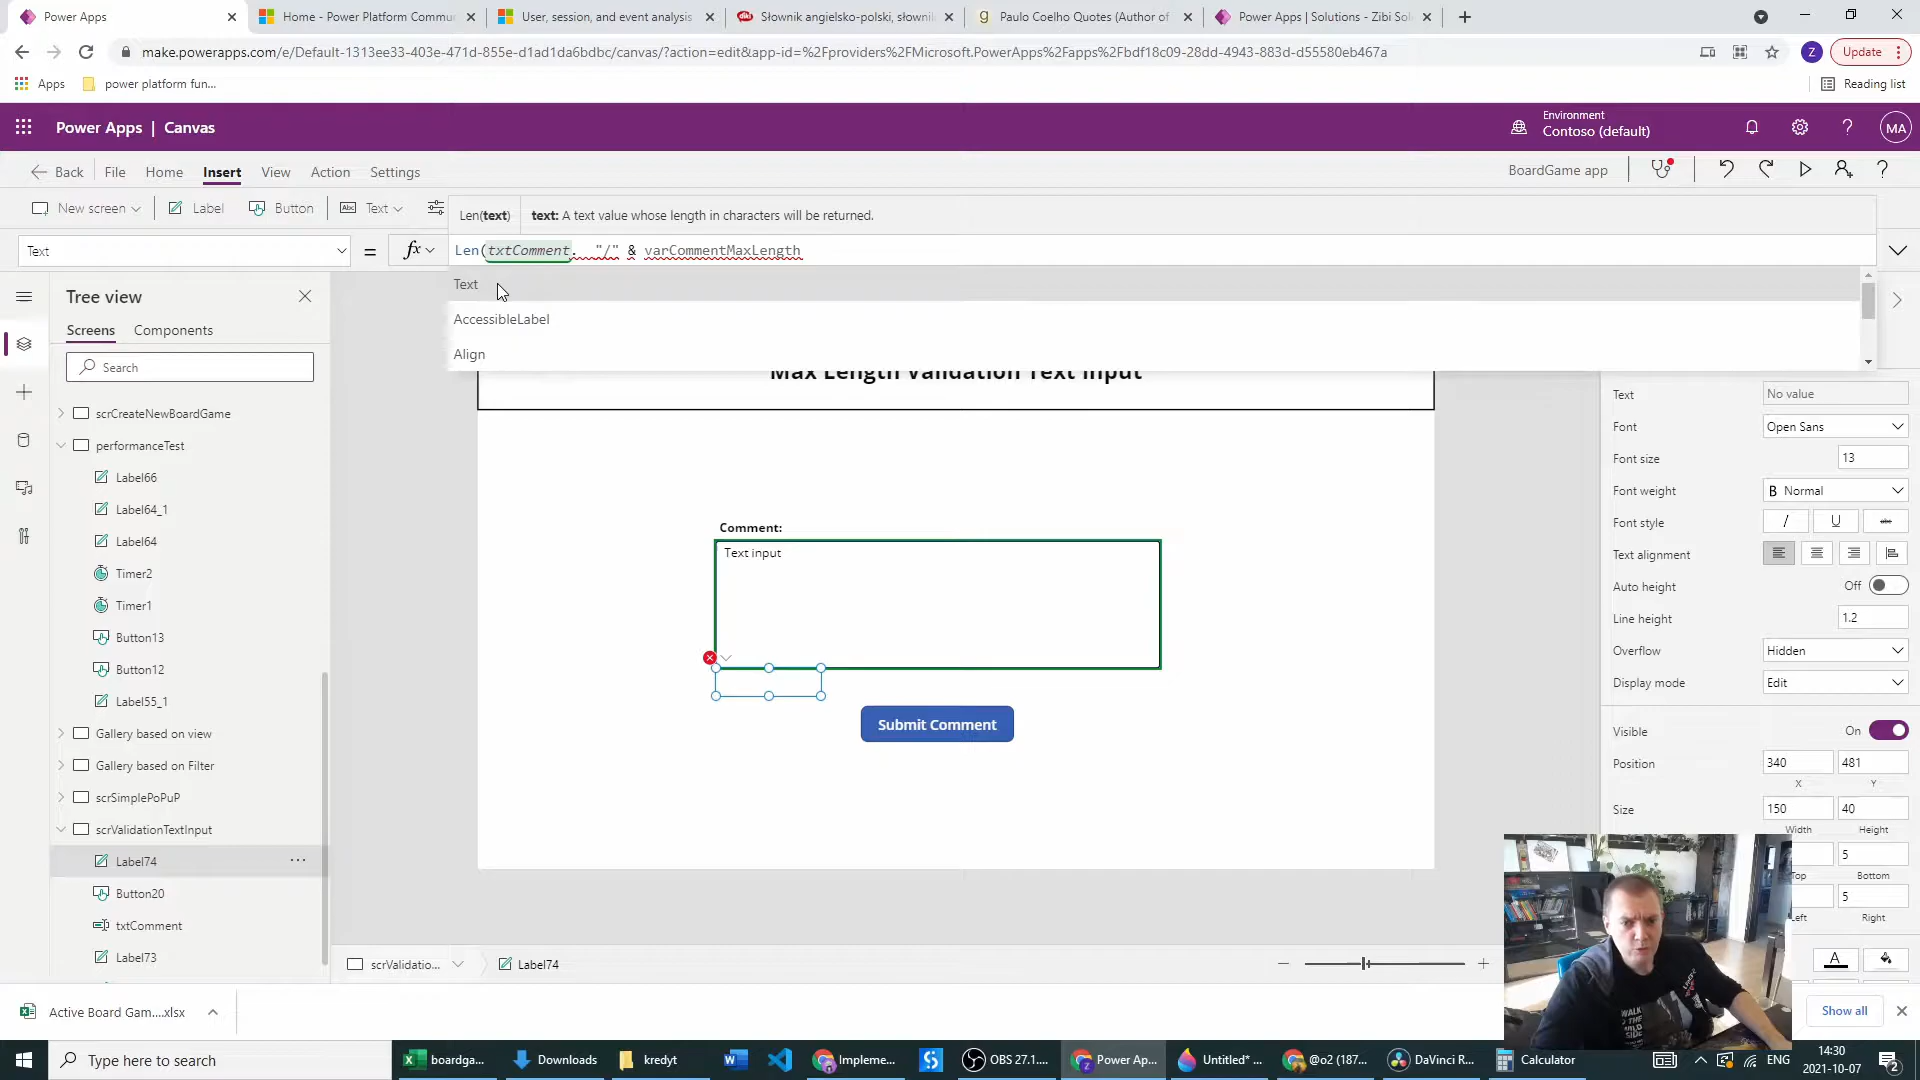 Power Apps
Home - Power Platform Commu
User, session, and event analysis
diki
Słownik angielsko-polski, słowni
Paulo Coelho Quotes (Author of
Power Apps | Solutions - Zibi Sol
make.powerapps.com/e/Default-1313ee33-403e-471d-855e-d1ad1da6bdbc/canvas/?action=edit&app-id=%2Fproviders%2FMicrosoft.PowerApps%2Fapps%2Fbdf18c09-28dd-4943-883d-d55580eb467a
Z
Update
Apps
power platform fun...
Reading list
Power Apps | Canvas
Environment
Contoso (default)
MA
Back
File
Home
Insert
View
Action
Settings
BoardGame app
New screen
Label
Button
Text
Len(text)
text: A text value whose length in characters will be returned.
Text
=
fx
Len(txtComment. "/" & varCommentMaxLength
Text
AccessibleLabel
Align
Tree view
Screens
Components
Search
scrCreateNewBoardGame
performanceTest
Label66
Label64_1
Label64
Timer2
Timer1
Button13
Button12
Label55_1
Gallery based on view
Gallery based on Filter
scrSimplePoPuP
scrValidationTextInput
Label74
Button20
txtComment
Label73
Max Length Validation Text Input
Comment:
Text input
Submit Comment
Text
No value
Font
Open Sans
Font size
13
Font weight
B Normal
Font style
Text alignment
Auto height
Off
Line height
1.2
Overflow
Hidden
Display mode
Edit
Visible
On
Position
340
481
X
Y
Size
150
40
Width
Height
5
Top
Bottom
5
Left
Right
scrValidatio...
Label74
Active Board Gam....xlsx
Show all
Type here to search
boardga...
Downloads
kredyt
Impleme...
OBS 27.1....
Power Ap...
Untitled* ...
@o2 (187...
DaVinci R...
Calculator
ENG
14:30
2021-10-07
2